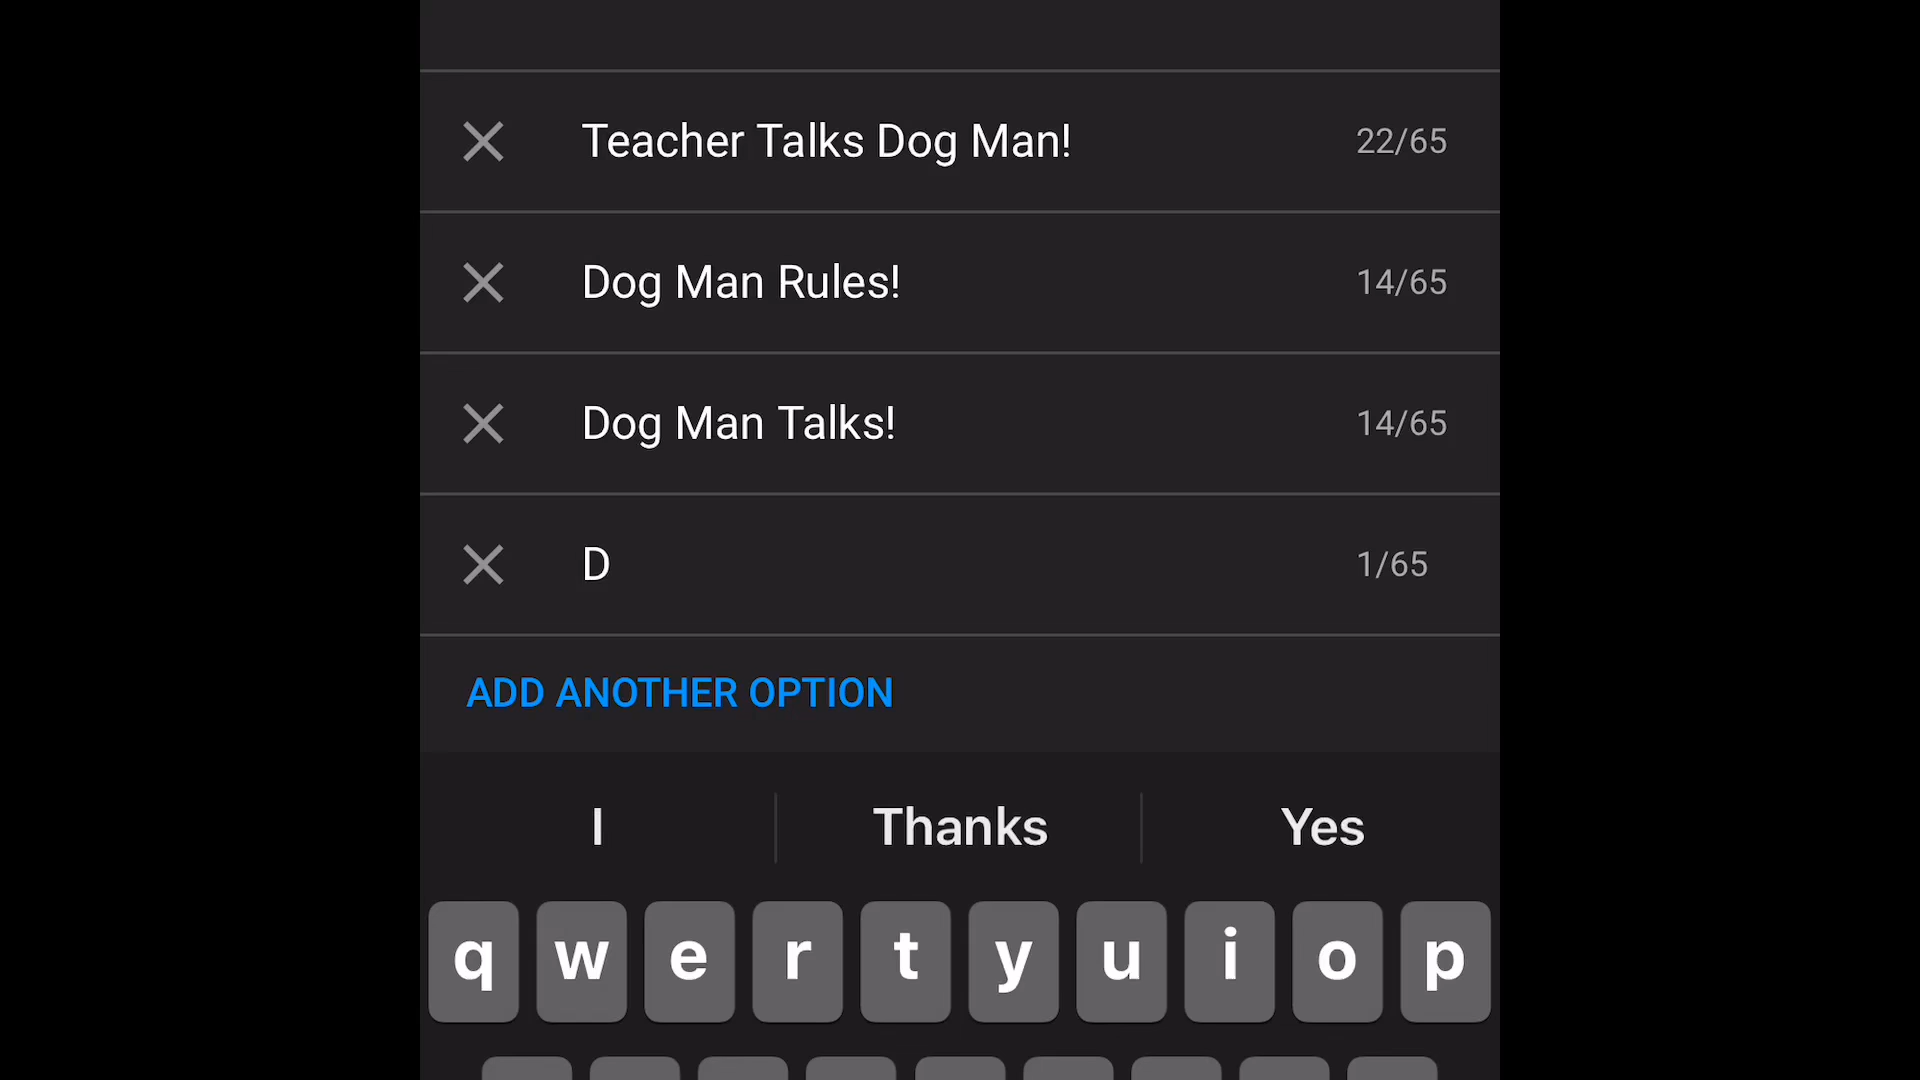 Teacher Talks Dog Man! 22/65
Dog Man Rules! 14/65
Dog Man Talks! 14/65
D 1/65
ADD ANOTHER OPTION
I Thanks Yes
q w e r t y u i o p